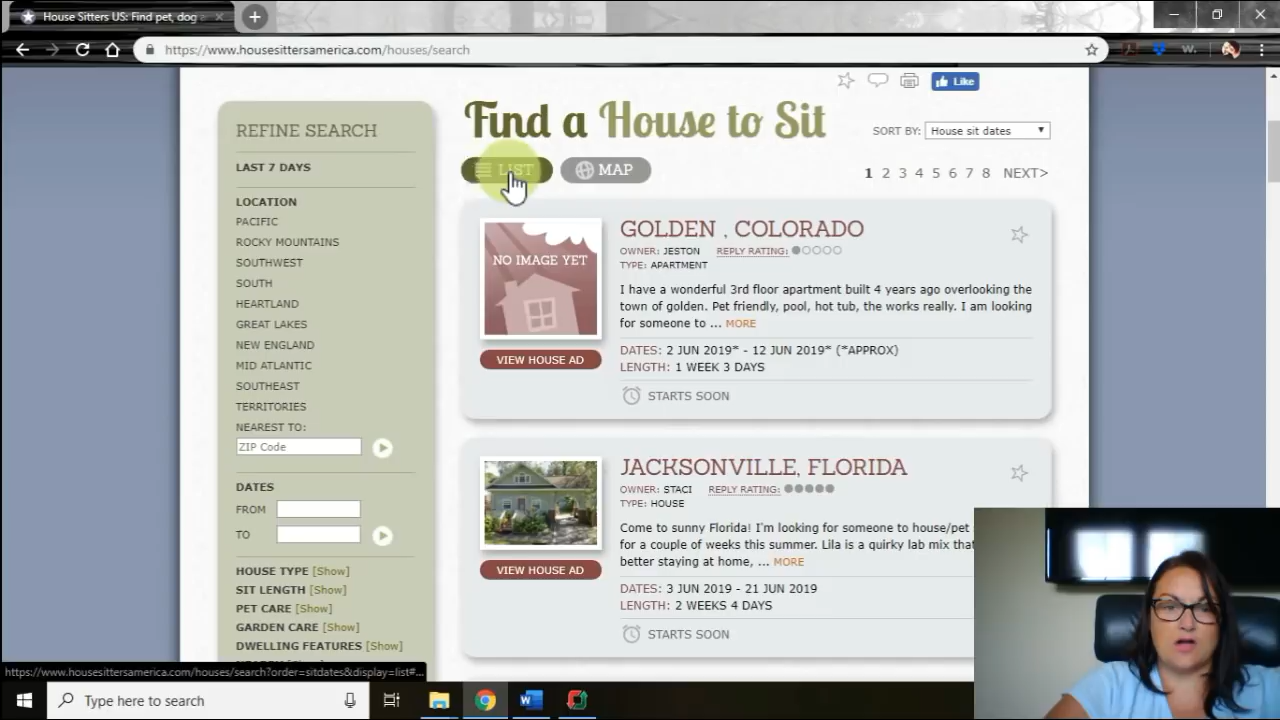 House Sitters US: Find pet, dog
https://www.housesittersamerica.com/houses/search
Like
Find a House to Sit
SORT BY: House sit dates
LIST
MAP
1 2 3 4 5 6 7 8 NEXT>
REFINE SEARCH
LAST 7 DAYS
LOCATION
PACIFIC
ROCKY MOUNTAINS
SOUTHWEST
SOUTH
HEARTLAND
GREAT LAKES
NEW ENGLAND
MID ATLANTIC
SOUTHEAST
TERRITORIES
NEAREST TO:
ZIP Code
DATES
FROM
TO
HOUSE TYPE [Show]
SIT LENGTH [Show]
PET CARE [Show]
GARDEN CARE [Show]
DWELLING FEATURES [Show]
NO IMAGE YET
VIEW HOUSE AD
GOLDEN , COLORADO
OWNER: JESTON REPLY RATING:
TYPE: APARTMENT
I have a wonderful 3rd floor apartment built 4 years ago overlooking the
town of golden. Pet friendly, pool, hot tub, the works really. I am looking
for someone to ... MORE
DATES: 2 JUN 2019* - 12 JUN 2019* (*APPROX)
LENGTH: 1 WEEK 3 DAYS
STARTS SOON
VIEW HOUSE AD
JACKSONVILLE, FLORIDA
OWNER: STACI REPLY RATING:
TYPE: HOUSE
Come to sunny Florida! I'm looking for someone to house/pet
for a couple of weeks this summer. Lila is a quirky lab mix that
better staying at home, ... MORE
DATES: 3 JUN 2019 - 21 JUN 2019
LENGTH: 2 WEEKS 4 DAYS
STARTS SOON
https://www.housesittersamerica.com/houses/search?order=sitdates&display=list#...
Type here to search